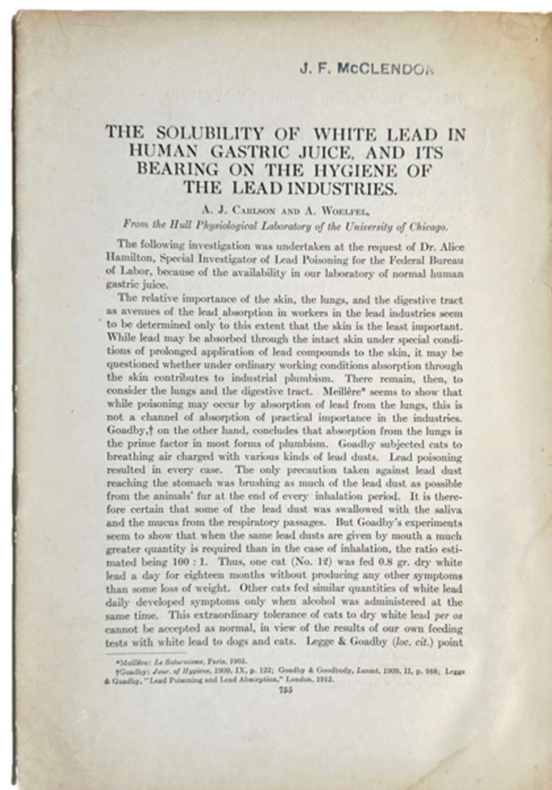 J. F. McCLENDON
THE SOLUBILITY OF WHITE LEAD IN
HUMAN GASTRIC JUICE, AND ITS
BEARING ON THE HYGIENE OF
THE LEAD INDUSTRIES.
A. J. CARLSON AND A. WOELFEL,
From the Hull Physiological Laboratory of the University of Chicago.
The following investigation was undertaken at the request of Dr. Alice
Hamilton, Special Investigator of Lead Poisoning for the Federal Bureau
of Labor, because of the availability in our laboratory of normal human
gastric juice.
The relative importance of the skin, the lungs, and the digestive tract
as avenues of the lead absorption in workers in the lead industries seem
to be determined only to this extent that the skin is the least important.
While lead may be absorbed through the intact skin under special condi-
tions of prolonged application of lead compounds to the skin, it may be
questioned whether under ordinary working conditions absorption through
the skin contributes to industrial plumbism. There remain, then, to
consider the lungs and the digestive tract. Meillère* seems to show that
while poisoning may occur by absorption of lead from the lungs, this is
not a channel of absorption of practical importance in the industries.
Goadby,† on the other hand, concludes that absorption from the lungs is
the prime factor in most forms of plumbism. Goadby subjected cats to
breathing air charged with various kinds of lead dusts. Lead poisoning
resulted in every case. The only precaution taken against lead dust
reaching the stomach was brushing as much of the lead dust as possible
from the animals' fur at the end of every inhalation period. It is there-
fore certain that some of the lead dust was swallowed with the saliva
and the mucus from the respiratory passages. But Goadby's experiments
seem to show that when the same lead dusts are given by mouth a much
greater quantity is required than in the case of inhalation, the ratio esti-
mated being 100 : 1. Thus, one cat (No. 12) was fed 0.8 gr. dry white
lead a day for eighteen months without producing any other symptoms
than some loss of weight. Other cats fed similar quantities of white lead
daily developed symptoms only when alcohol was administered at the
same time. This extraordinary tolerance of cats to dry white lead per os
cannot be accepted as normal, in view of the results of our own feeding
tests with white lead to dogs and cats. Legge & Goadby (loc. cit.) point
*Meillère: Le Saturnisme, Paris, 1903.
†Goadby: Jour. of Hygiene, 1909, IX, p. 122; Goadby & Goodbody, Lancet, 1909, II, p. 988; Legge
& Goadby, "Lead Poisoning and Lead Absorption," London, 1912.
755